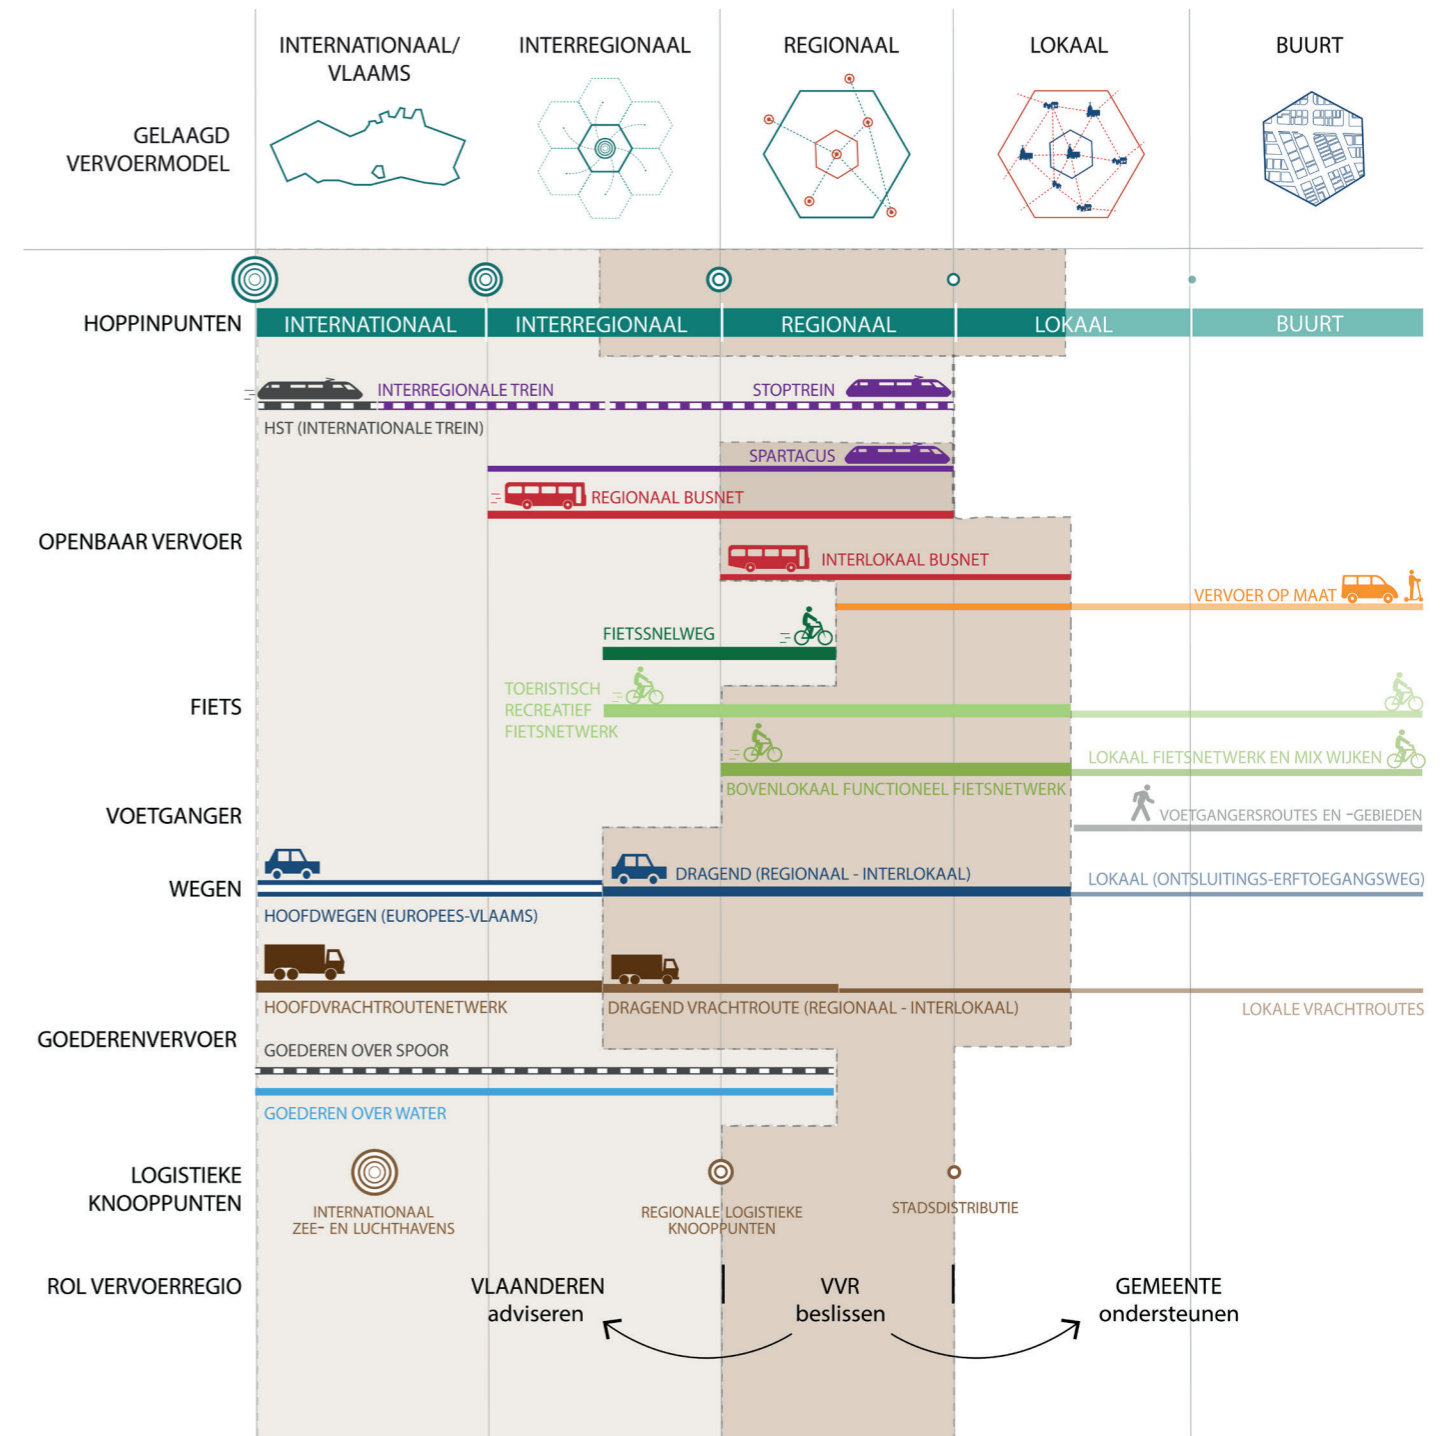 INTERNATIONAAL/
VLAAMS
INTERREGIONAAL
REGIONAAL
LOKAAL
BUURT
GELAAGD
VERVOERMODEL
HOPPINPUNTEN
INTERNATIONAAL
INTERREGIONAAL
REGIONAAL
LOKAAL
BUURT
INTERREGIONALE TREIN
STOPTREIN
HST (INTERNATIONALE TREIN)
SPARTACUS
REGIONAAL BUSNET
OPENBAAR VERVOER
INTERLOKAAL BUSNET
VERVOER OP MAAT
FIETSSNELWEG
FIETS
TOERISTISCH
RECREATIEF
FIETSNETWERK
LOKAAL FIETSNETWERK EN MIX WIJKEN
BOVENLOKAAL FUNCTIONEEL FIETSNETWERK
VOETGANGER
VOETGANGERSROUTES EN -GEBIEDEN
WEGEN
DRAGEND (REGIONAAL - INTERLOKAAL)
LOKAAL (ONTSLUITINGS-ERFTOEGANGSWEG)
HOOFDWEGEN (EUROPEES-VLAAMS)
HOOFDVRACHTROUTENETWERK
DRAGEND VRACHTROUTE (REGIONAAL - INTERLOKAAL)
LOKALE VRACHTROUTES
GOEDERENVERVOER
GOEDEREN OVER SPOOR
GOEDEREN OVER WATER
LOGISTIEKE
KNOOPPUNTEN
INTERNATIONAAL
ZEE- EN LUCHTHAVENS
REGIONALE LOGISTIEKE
KNOOPPUNTEN
STADSDISTRIBUTIE
ROL VERVOERREGIO
VLAANDEREN
adviseren
VVR
beslissen
GEMEENTE
ondersteunen